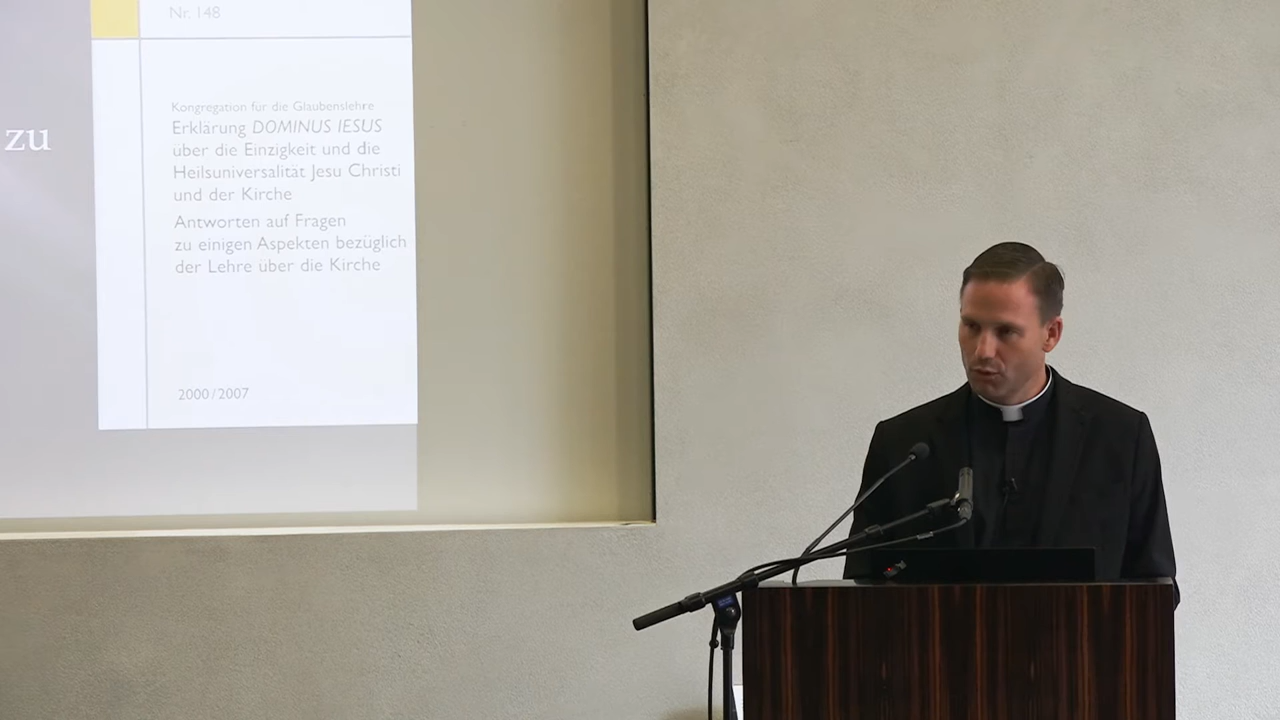 Nr. 148
zu
Kongregation für die Glaubenslehre
Erklärung DOMINUS IESUS
über die Einzigkeit und die
Heilsuniversalität Jesu Christi
und der Kirche
Antworten auf Fragen
zu einigen Aspekten bezüglich
der Lehre über die Kirche
2000/2007